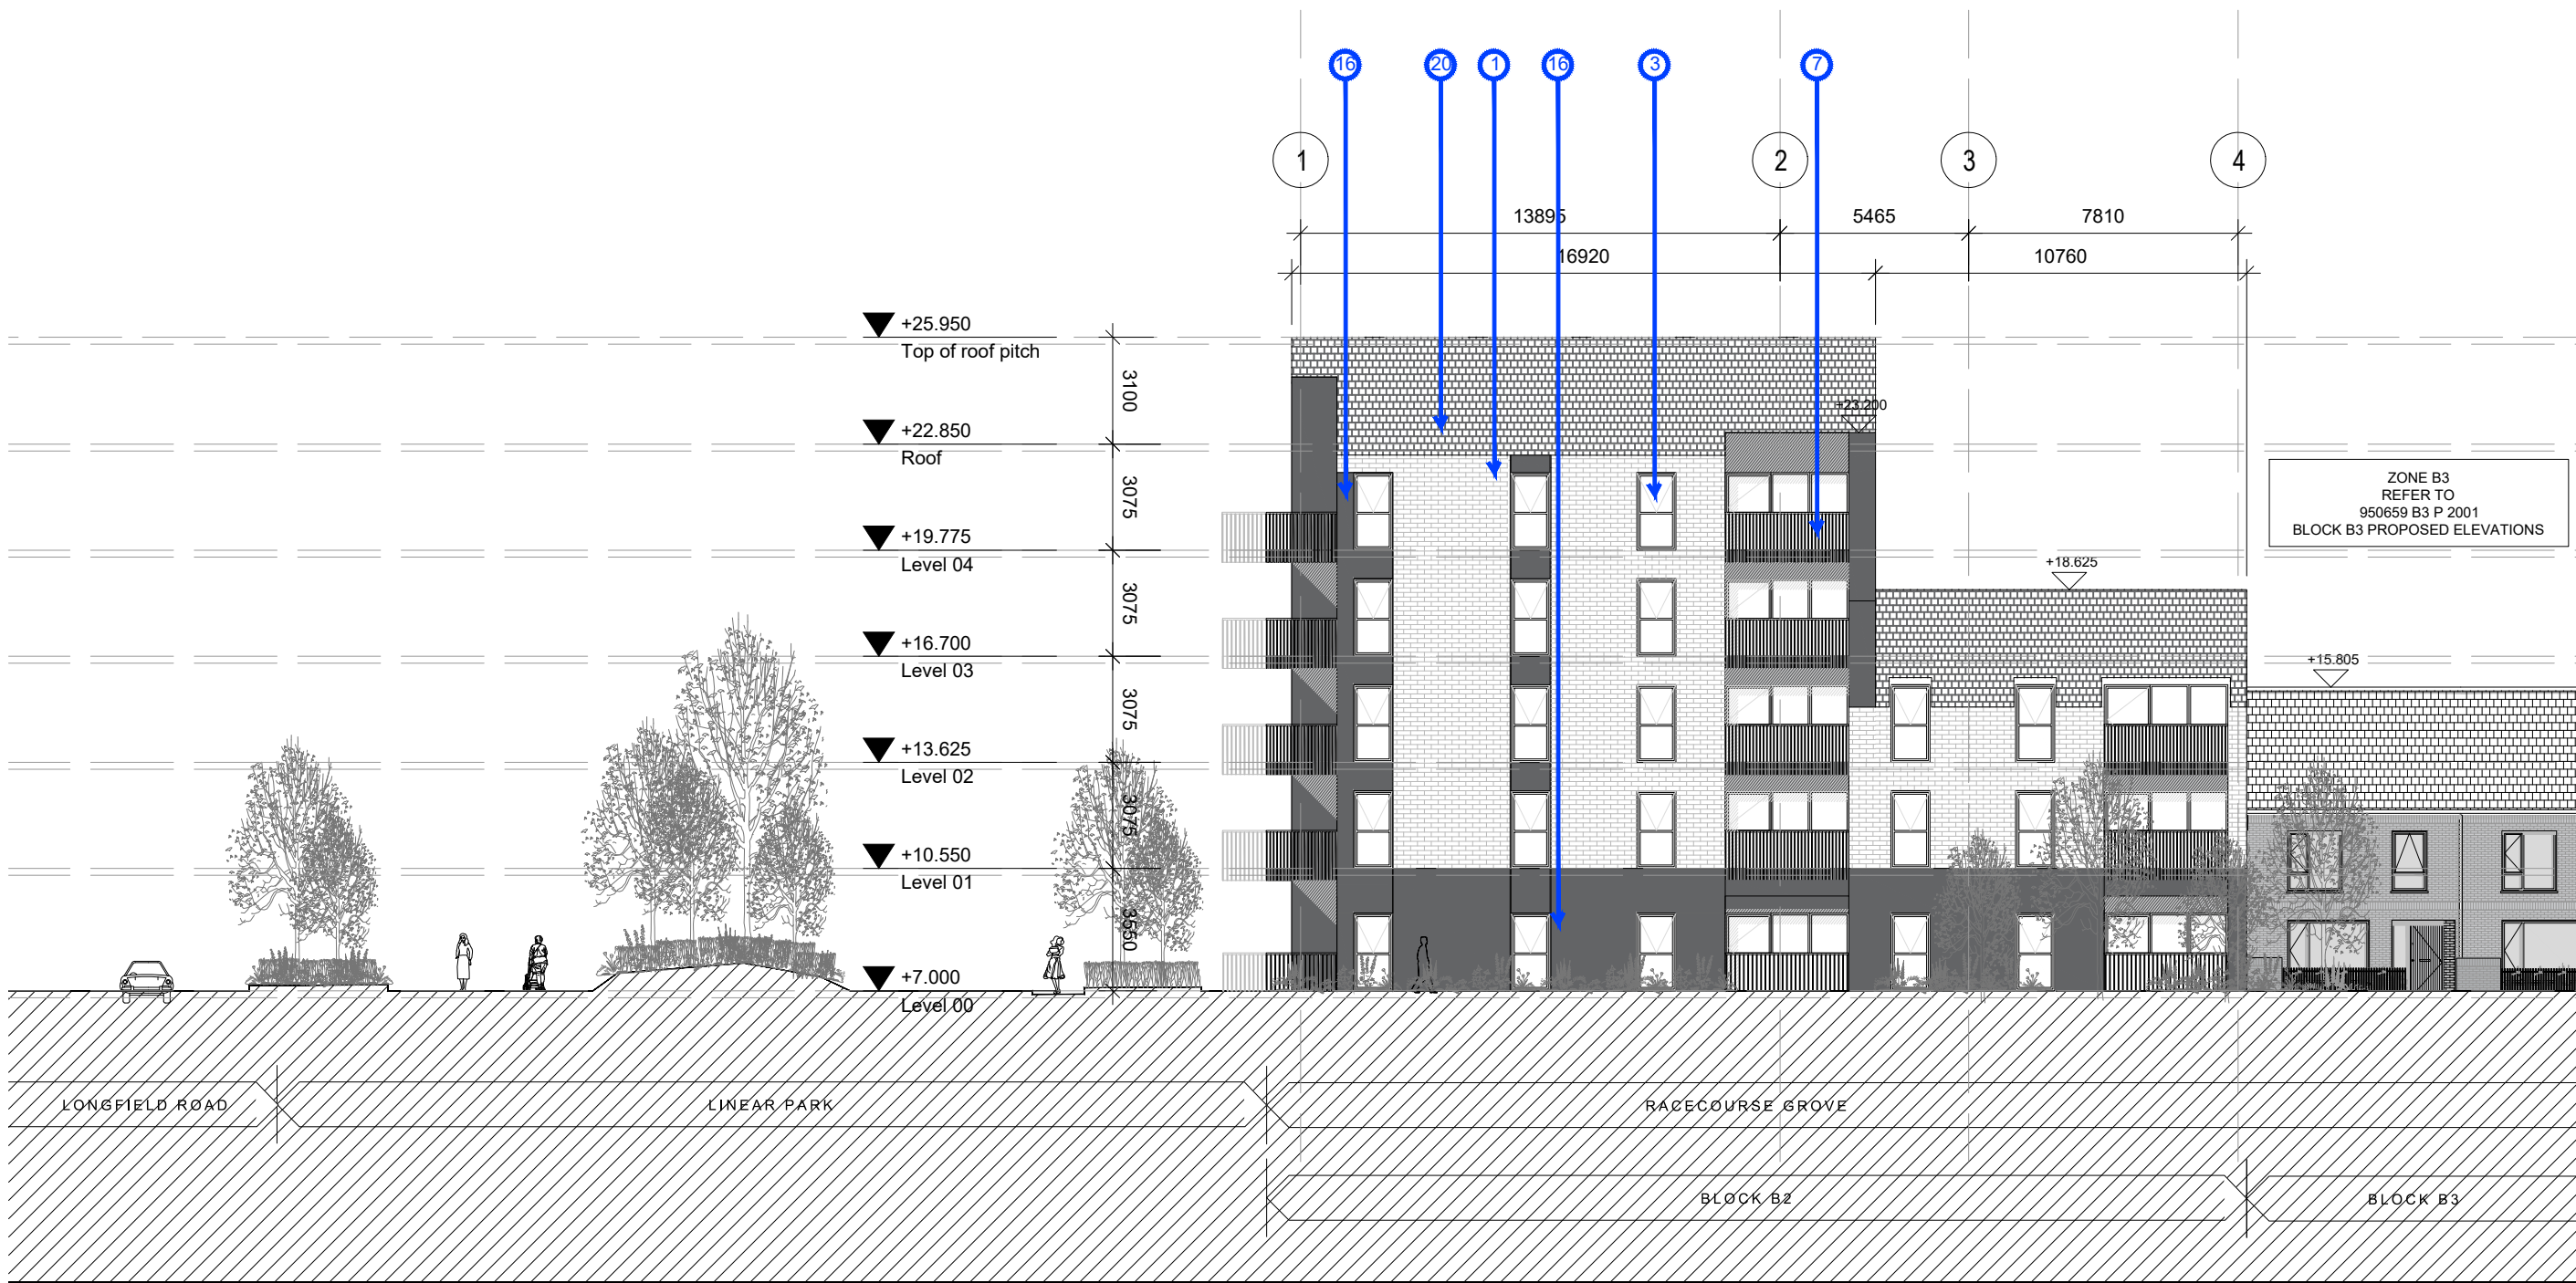 16
20
1
16
3
7
1
2
3
4
13895
5465
7810
16920
10760
+25.950
Top of roof pitch
3100
+23.200
+22.850
Roof
3075
ZONE B3
REFER TO
950659 B3 P 2001
BLOCK B3 PROPOSED ELEVATIONS
+19.775
Level 04
3075
+18.625
+16.700
Level 03
+15.805
3075
+13.625
Level 02
3075
+10.550
Level 01
3550
+7.000
Level 00
LONGFIELD ROAD
LINEAR PARK
RACECOURSE GROVE
BLOCK B2
BLOCK B3